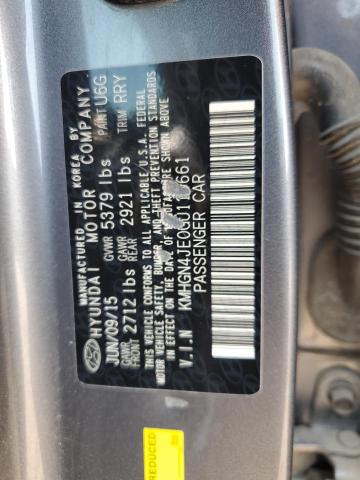 MANUFACTURED IN KOREA BY
HYUNDAI MOTOR COMPANY
JUN/09/15 GVWR 5379 lbs PAINT U6G
GAWR FRONT 2712 lbs GAWR REAR 2921 lbs TRIM RRY
THIS VEHICLE CONFORMS TO ALL APPLICABLE U.S.A. FEDERAL
MOTOR VEHICLE SAFETY, BUMPER, AND THEFT PREVENTION STANDARDS
IN EFFECT ON THE DATE OF MANUFACTURE SHOWN ABOVE.
V.I.N
PASSENGER CAR
REDUCED